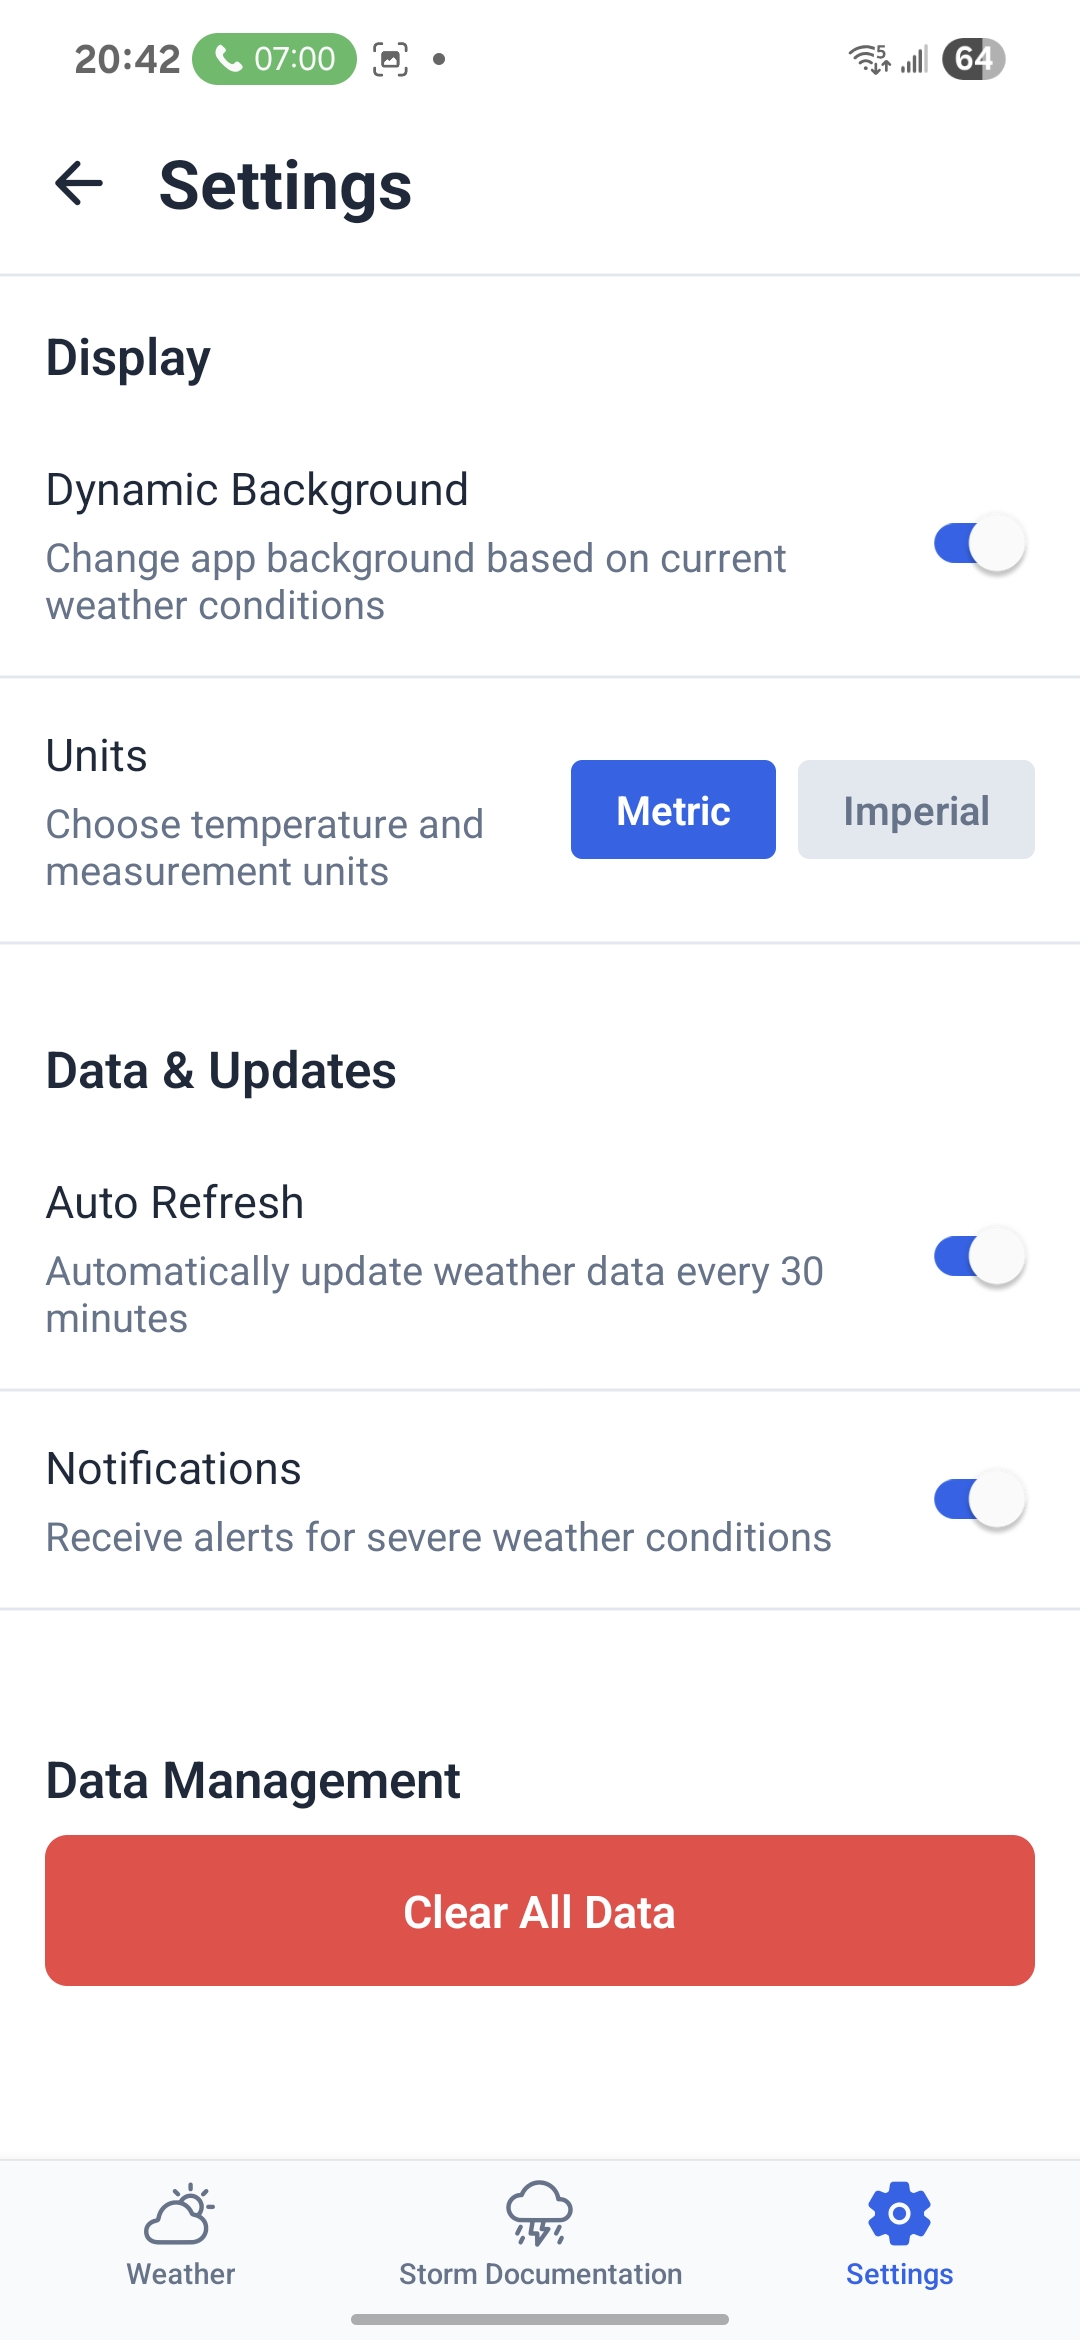 20:42 07:00 5 64
Settings
Display
Dynamic Background
Change app background based on current
weather conditions
Units
Choose temperature and
measurement units
Metric
Imperial
Data & Updates
Auto Refresh
Automatically update weather data every 30
minutes
Notifications
Receive alerts for severe weather conditions
Data Management
Clear All Data
Weather
Storm Documentation
Settings